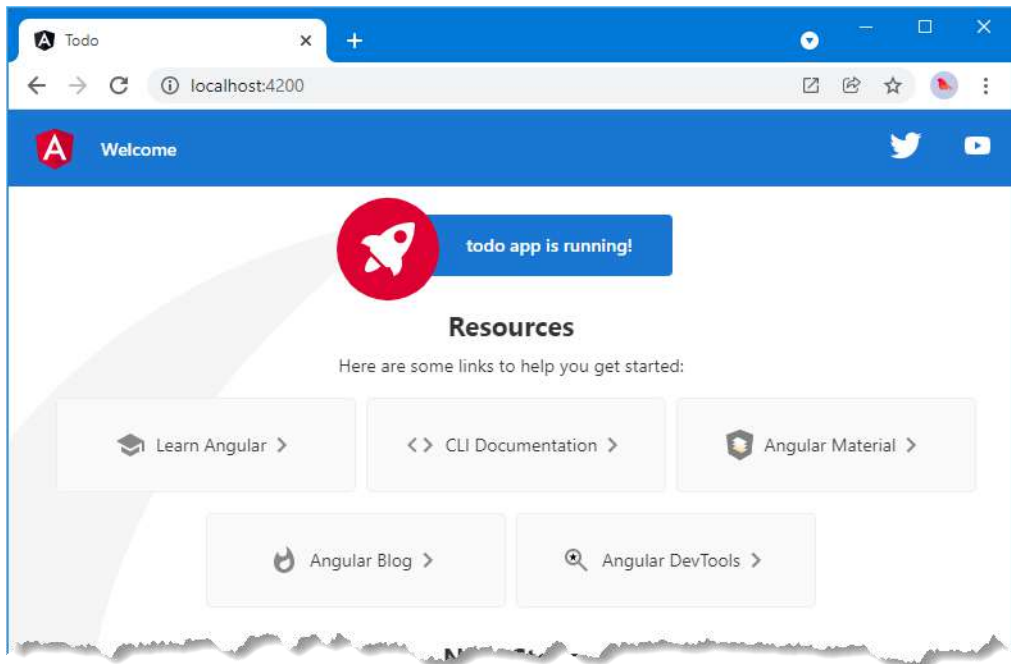 Todo
localhost:4200
Welcome
todo app is running!
Resources
Here are some links to help you get started:
Learn Angular
CLI Documentation
Angular Material
Angular Blog
Angular DevTools